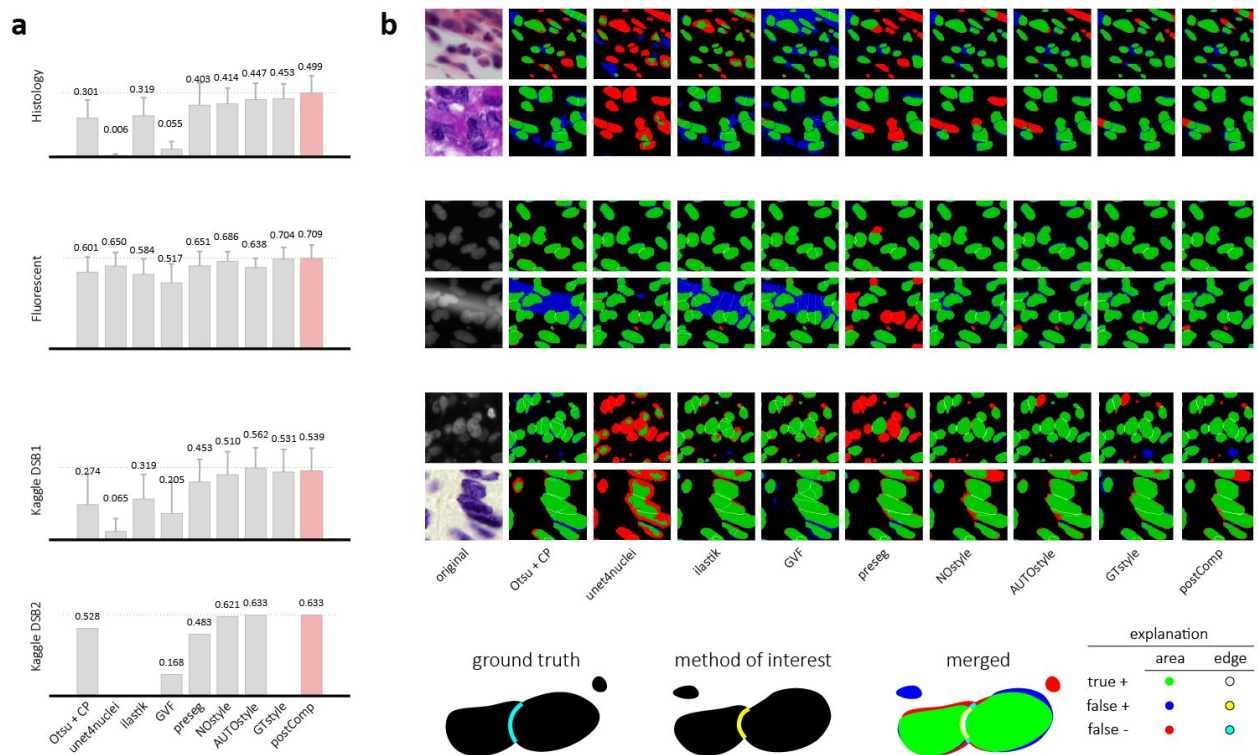 a
Histology
0.301
0.006
0.319
0.055
0.403
0.414
0.447
0.453
0.499
Fluorescent
0.601
0.650
0.584
0.517
0.651
0.686
0.638
0.704
0.709
Kaggle DSB1
0.274
0.065
0.319
0.205
0.453
0.510
0.562
0.531
0.539
Kaggle DSB2
0.528
0.168
0.483
0.621
0.633
0.633
Otsu + CP
unet4nuclei
ilastik
GVF
preseg
NOstyle
AUTOstyle
GTstyle
postComp
b
original
Otsu + CP
unet4nuclei
ilastik
GVF
preseg
NOstyle
AUTOstyle
GTstyle
postComp
ground truth
method of interest
merged
explanation
area edge
true +
false +
false -